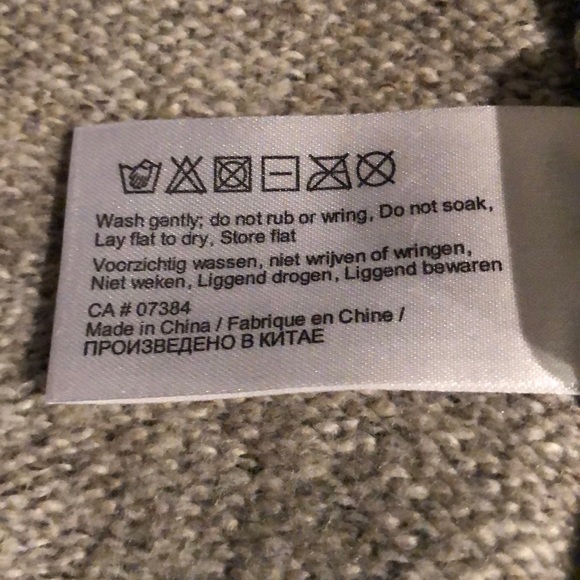 Wash gently; do not rub or wring, Do not soak,
Lay flat to dry, Store flat
Voorzichtig wassen, niet wrijven of wringen,
Niet weken, Liggend drogen, Liggend bewaren
CA # 07384
Made in China / Fabrique en Chine /
ПРОИЗВЕДЕНО В КИТАЕ